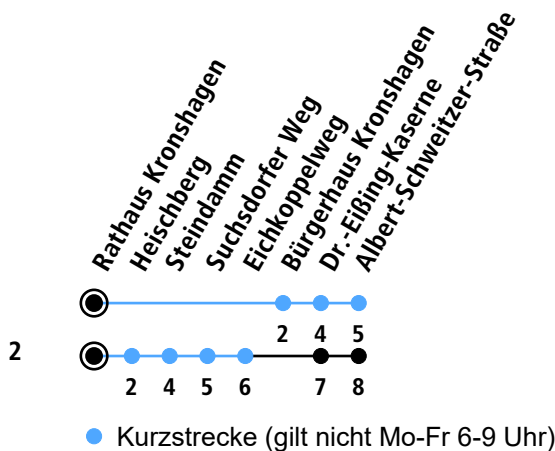 Rathaus Kronshagen
Heischberg
Steindamm
Suchsdorfer Weg
Eichkoppelweg
Bürgerhaus Kronshagen
Dr.-Eißing-Kaserne
Albert-Schweitzer-Straße
2 4 5
2
2 4 5 6 7 8
Kurzstrecke (gilt nicht Mo-Fr 6-9 Uhr)